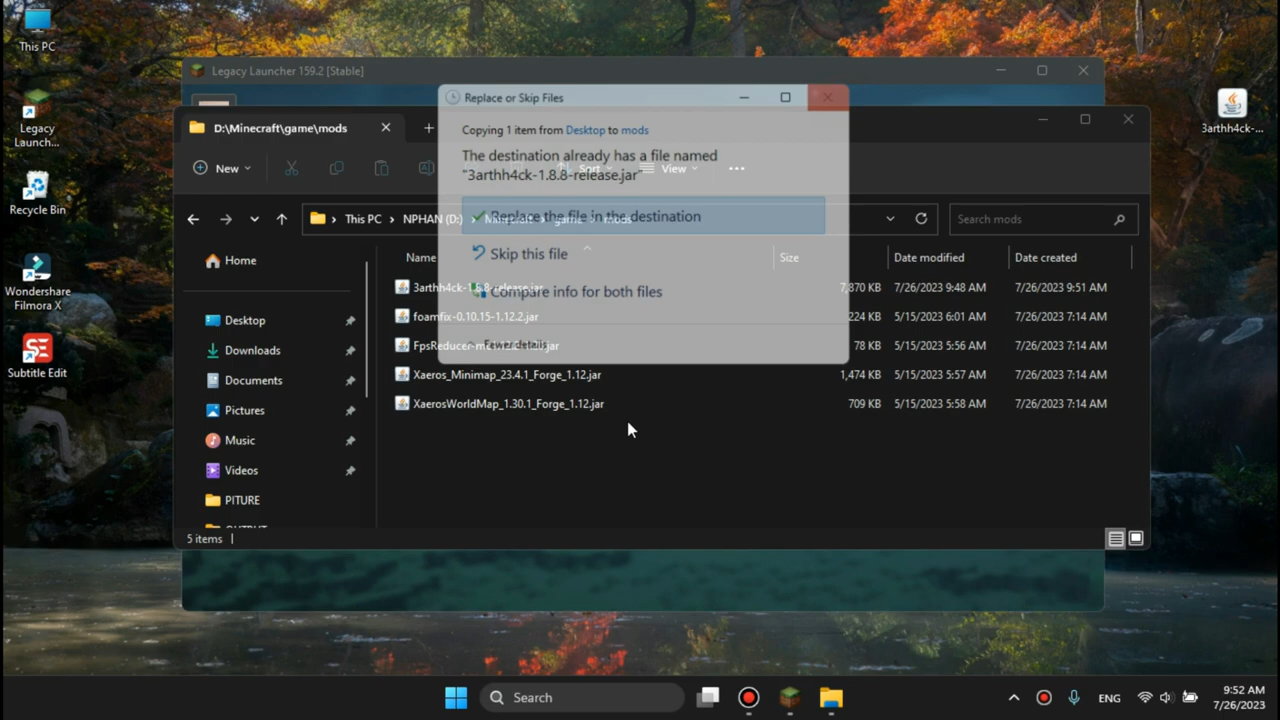 This PC
Legacy
Launch...
Recycle Bin
Wondershare
Filmora X
Subtitle Edit
3arthh4ck-...
Legacy Launcher 159.2 [Stable]
D:\Minecraft\game\mods
New
Sort
View
This PC
NPHAN (D:)
Minecraft
game
mods
Search mods
Replace or Skip Files
Copying 1 item from Desktop to mods
The destination already has a file named
"3arthh4ck-1.8.8-release.jar"
Replace the file in the destination
Skip this file
Compare info for both files
Fewer details
Home
Desktop
Downloads
Documents
Pictures
Music
Videos
PITURE
OUTPUT
Name
Size
Date modified
Date created
3arthh4ck-1.8.8-release.jar 7,870 KB 7/26/2023 9:48 AM 7/26/2023 9:51 AM
foamfix-0.10.15-1.12.2.jar 224 KB 5/15/2023 6:01 AM 7/26/2023 7:14 AM
78 KB 5/15/2023 5:56 AM 7/26/2023 7:14 AM
Xaeros_Minimap_23.4.1_Forge_1.12.jar 1,474 KB 5/15/2023 5:57 AM 7/26/2023 7:14 AM
XaerosWorldMap_1.30.1_Forge_1.12.jar 709 KB 5/15/2023 5:58 AM 7/26/2023 7:14 AM
5 items
Search
ENG
9:52 AM
7/26/2023